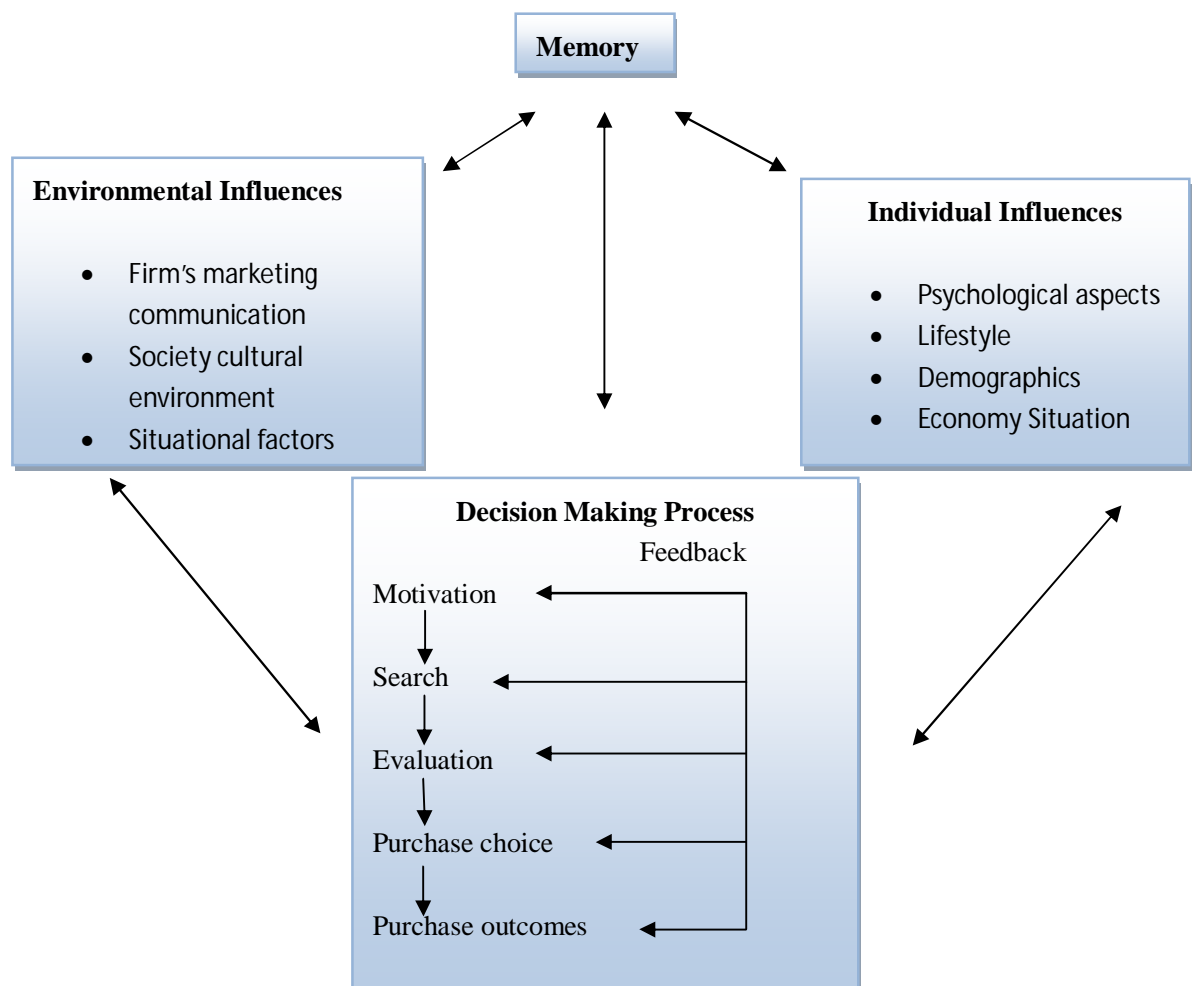 Memory
Environmental Influences
• Firm's marketing
communication
• Society cultural
environment
• Situational factors
Individual Influences
• Psychological aspects
• Lifestyle
• Demographics
• Economy Situation
Decision Making Process
Feedback
Motivation
Search
Evaluation
Purchase choice
Purchase outcomes